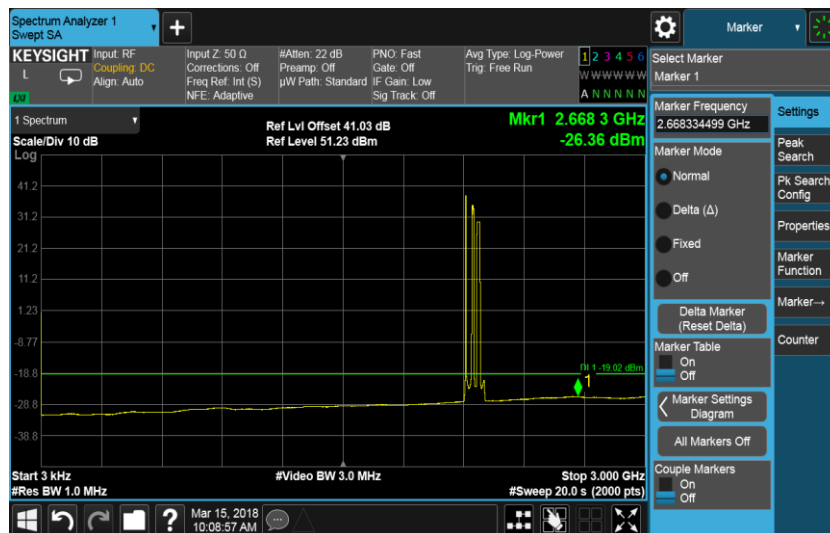 Spectrum Analyzer 1
Swept SA
+
Marker
KEYSIGHT
L
LXI
Input: RF
Coupling: DC
Align: Auto
Input Z: 50 Ω
Corrections: Off
Freq Ref: Int (S)
NFE: Adaptive
#Atten: 22 dB
Preamp: Off
µW Path: Standard
PNO: Fast
Gate: Off
IF Gain: Low
Sig Track: Off
Avg Type: Log-Power
Trig: Free Run
1 2 3 4 5 6
W W W W W W
A N N N N N
Select Marker
Marker 1
1 Spectrum
Scale/Div 10 dB
Log
Ref Lvl Offset 41.03 dB
Ref Level 51.23 dBm
Mkr1 2.668 3 GHz
-26.36 dBm
41.2
31.2
21.2
11.2
1.23
-8.77
-18.8
-28.8
-38.8
DL1 -19.02 dBm
1
Start 3 kHz
#Res BW 1.0 MHz
#Video BW 3.0 MHz
Stop 3.000 GHz
#Sweep 20.0 s (2000 pts)
Marker Frequency
2.668334499 GHz
Marker Mode
Normal
Delta (Δ)
Fixed
Off
Delta Marker
(Reset Delta)
Marker Table
On
Off
Marker Settings
Diagram
All Markers Off
Couple Markers
On
Off
Settings
Peak
Search
Pk Search
Config
Properties
Marker
Function
Marker→
Counter
?
Mar 15, 2018
10:08:57 AM